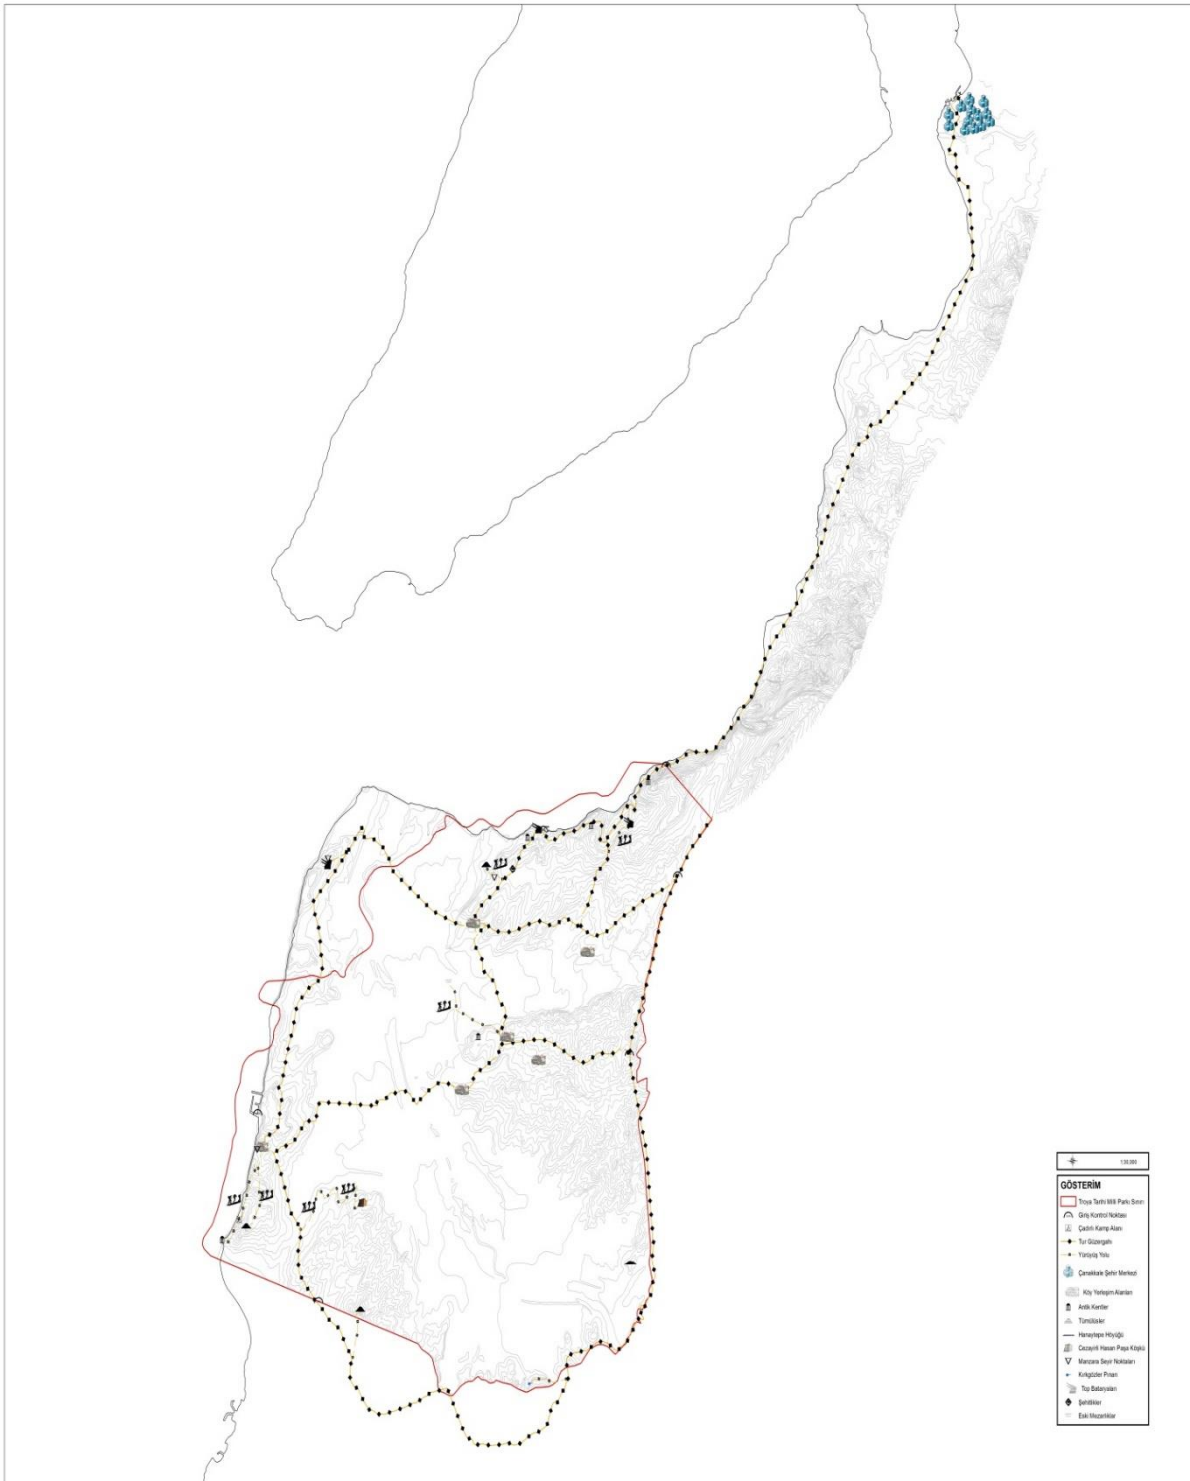 GÖSTERİM
Troya Tarihi Milli Parkı Sınırı
Giriş Kontrol Noktası
Çadırlı Kamp Alanı
Tur Güzergahı
Yürüyüş Yolu
Çanakkale Şehir Merkezi
Köy Yerleşim Alanları
Antik Kentler
Tümülüsler
Hanaytepe Höyüğü
Cezayirli Hasan Paşa Köşkü
Manzara Seyir Noktaları
Kırkgözler Pınarı
Top Bataryaları
Şehitlikler
Eski Mezarlıklar